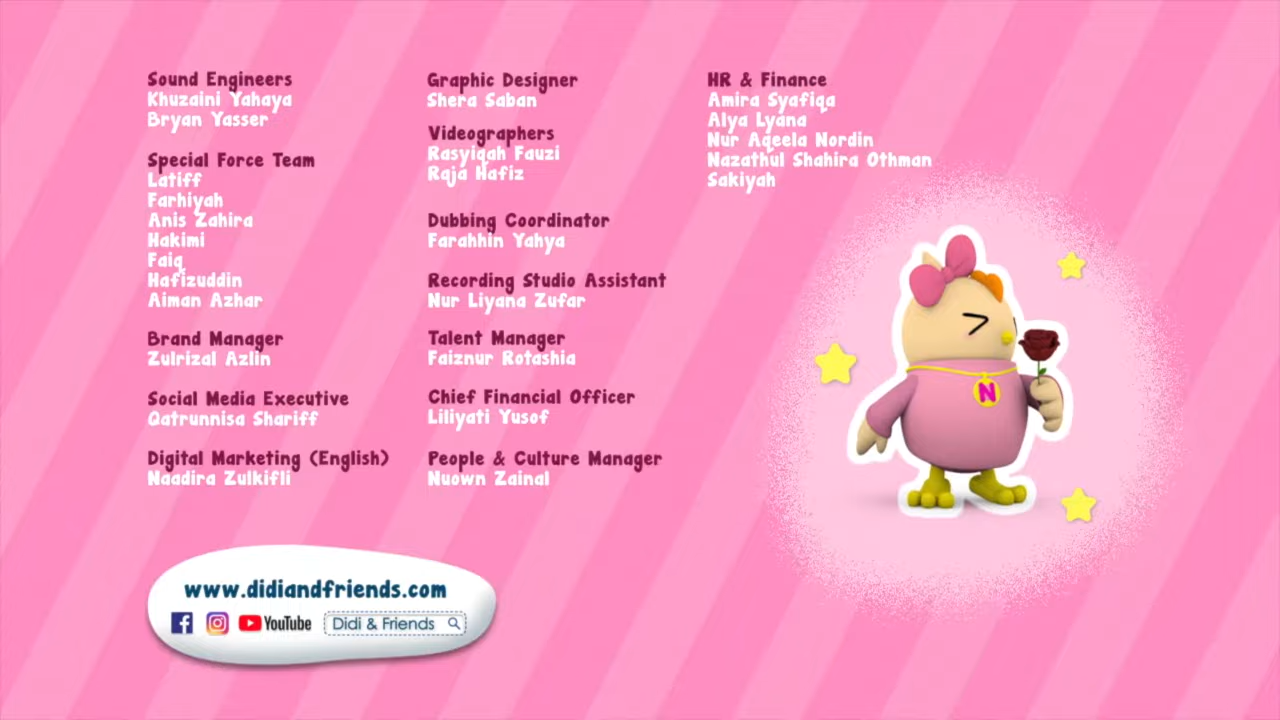 Sound Engineers
Khuzaini Yahaya
Bryan Yasser
Special Force Team
Latiff
Farhiyah
Anis Zahira
Hakimi
Faiq
Hafizuddin
Aiman Azhar
Brand Manager
Zulrizal Azlin
Social Media Executive
Qatrunnisa Shariff
Digital Marketing (English)
Naadira Zulkifli
Graphic Designer
Shera Saban
Videographers
Rasyiqah Fauzi
Raja Hafiz
Dubbing Coordinator
Farahhin Yahya
Recording Studio Assistant
Nur Liyana Zufar
Talent Manager
Faiznur Rotashia
Chief Financial Officer
Liliyati Yusof
People & Culture Manager
Nuown Zainal
HR & Finance
Amira Syafiqa
Alya Lyana
Nur Aqeela Nordin
Nazathul Shahira Othman
Sakiyah
N
www.didiandfriends.com
YouTube Didi & Friends